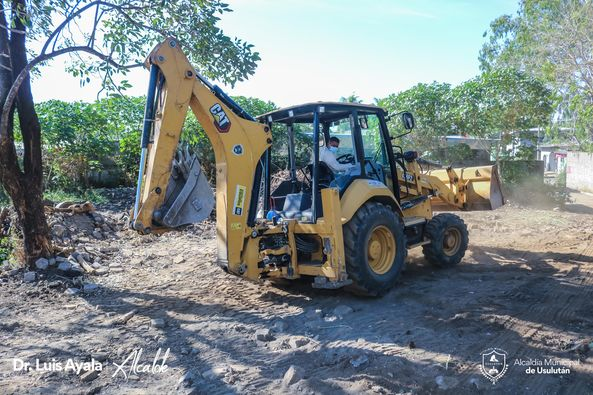 CAT
Dr. Luis Ayala Alcalde
Alcaldía Municipal
de Usulután